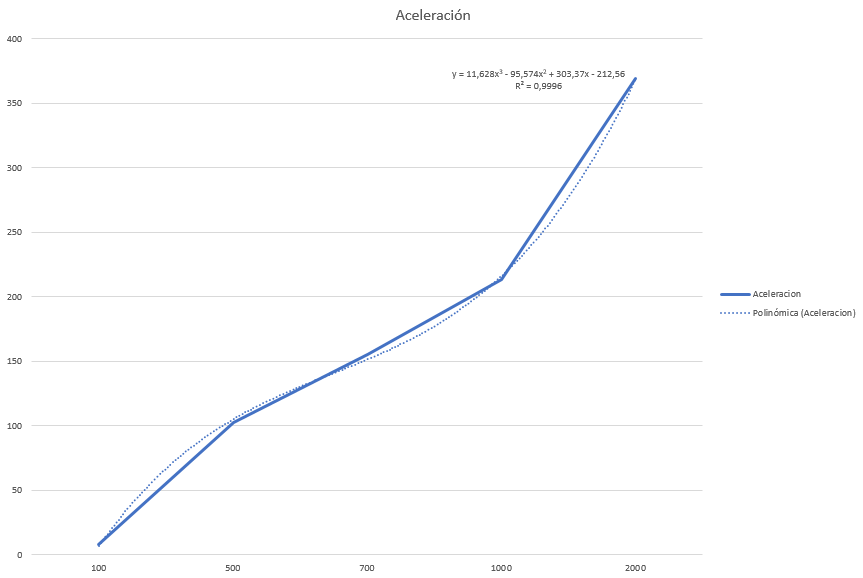 Aceleración
400
y = 11,628x³ - 95,574x² + 303,37x - 212,56
R² = 0,9996
350
300
250
200
150
100
50
0
100 500 700 1000 2000
Aceleracion
Polinómica (Aceleracion)